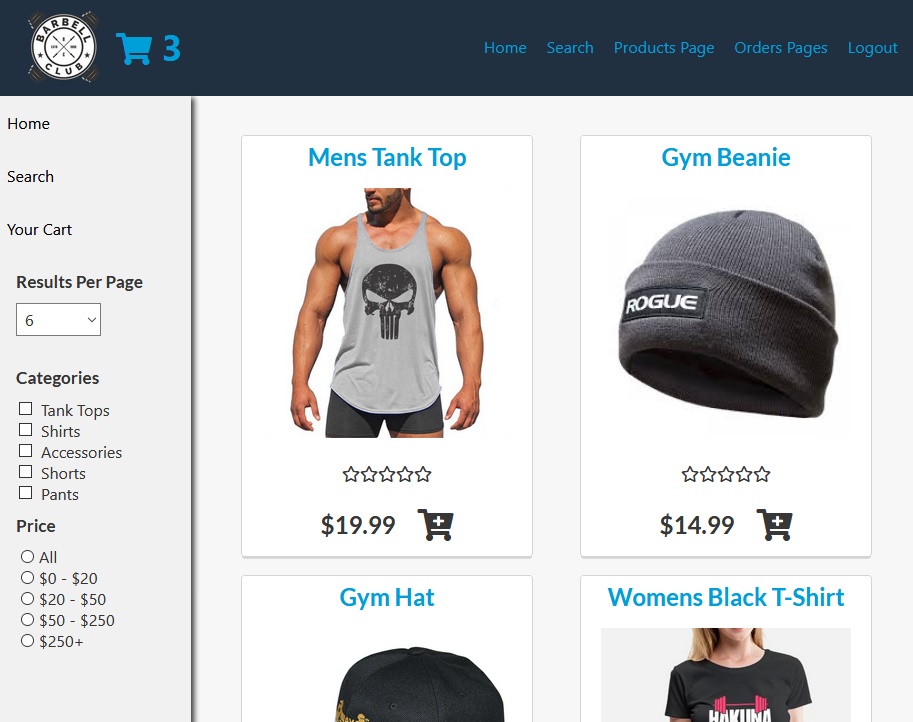 BARBELL
CLUB
3
Home Search Products Page Orders Pages Logout
Home
Search
Your Cart
Results Per Page
6
Categories
Tank Tops
Shirts
Accessories
Shorts
Pants
Price
All
$0 - $20
$20 - $50
$50 - $250
$250+
Mens Tank Top
$19.99
Gym Beanie
ROGUE
$14.99
Gym Hat
Womens Black T-Shirt
HAKUNA